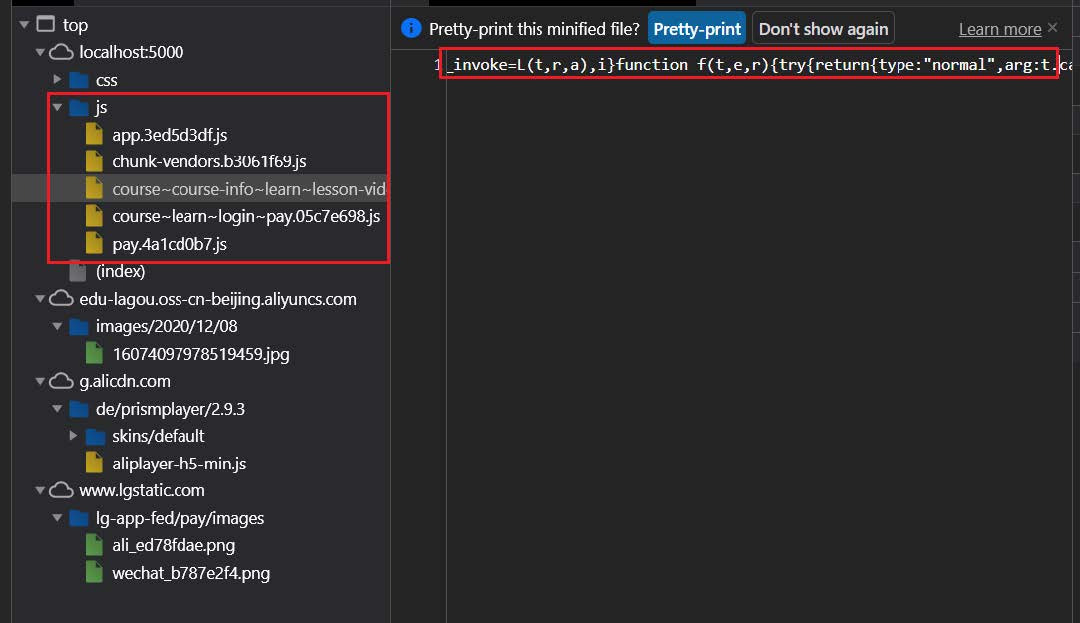 top
localhost:5000
css
js
app.3ed5d3df.js
chunk-vendors.b3061f69.js
course~course-info~learn~lesson-vid
course~learn~login~pay.05c7e698.js
pay.4a1cd0b7.js
(index)
edu-lagou.oss-cn-beijing.aliyuncs.com
images/2020/12/08
16074097978519459.jpg
g.alicdn.com
de/prismplayer/2.9.3
skins/default
aliplayer-h5-min.js
www.lgstatic.com
lg-app-fed/pay/images
ali_ed78fdae.png
wechat_b787e2f4.png
Pretty-print this minified file? Pretty-print Don't show again Learn more
1 _invoke=L(t,r,a),i}function f(t,e,r){try{return{type:"normal",arg:t.ca